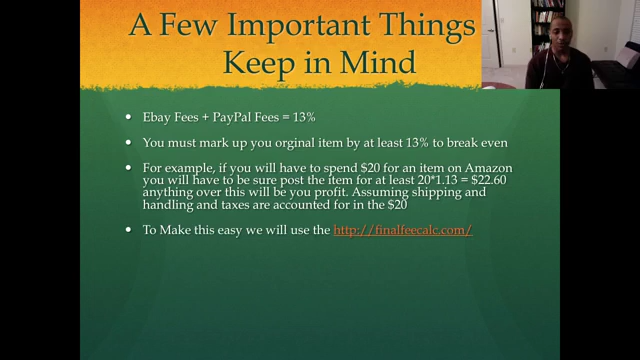 A Few Important Things
Keep in Mind
• Ebay Fees + PayPal Fees = 13%
• You must mark up you orginal item by at least 13% to break even
• For example, if you will have to spend $20 for an item on Amazon
you will have to be sure post the item for at least 20*1.13 = $22.60
anything over this will be you profit. Assuming shipping and
handling and taxes are accounted for in the $20
• To Make this easy we will use the http://finalfeecalc.com/